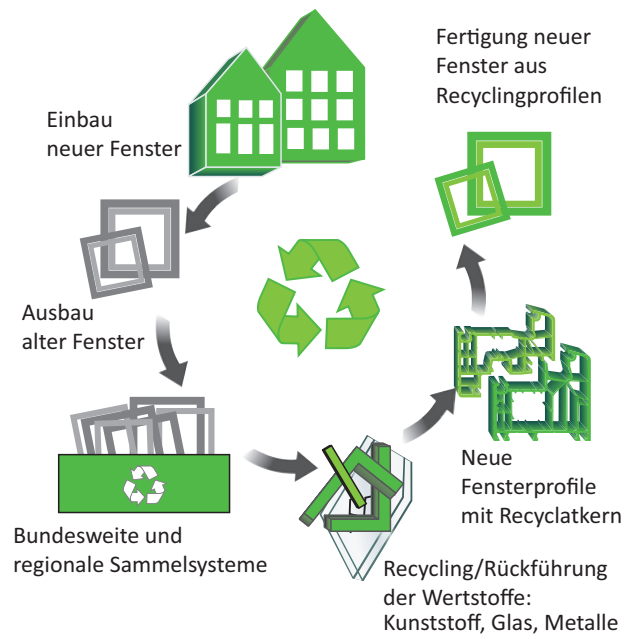 Fertigung neuer
Fenster aus
Recyclingprofilen
Einbau
neuer Fenster
Ausbau
alter Fenster
Neue
Fensterprofile
mit Recyclatkern
Bundesweite und
regionale Sammelsysteme
Recycling/Rückführung
der Wertstoffe:
Kunststoff, Glas, Metalle